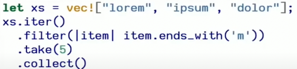 let xs = vec!["lorem", "ipsum", "dolor"];
xs.iter()
  .filter(|item| item.ends_with('m'))
  .take(5)
  .collect()